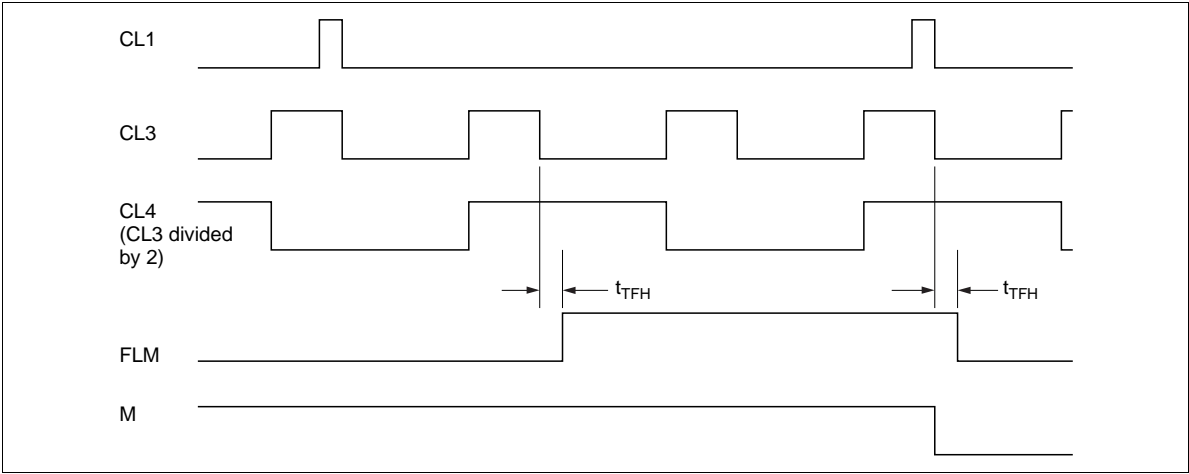 CL1
CL3
CL4
(CL3 divided
by 2)
tTFH
tTFH
FLM
M